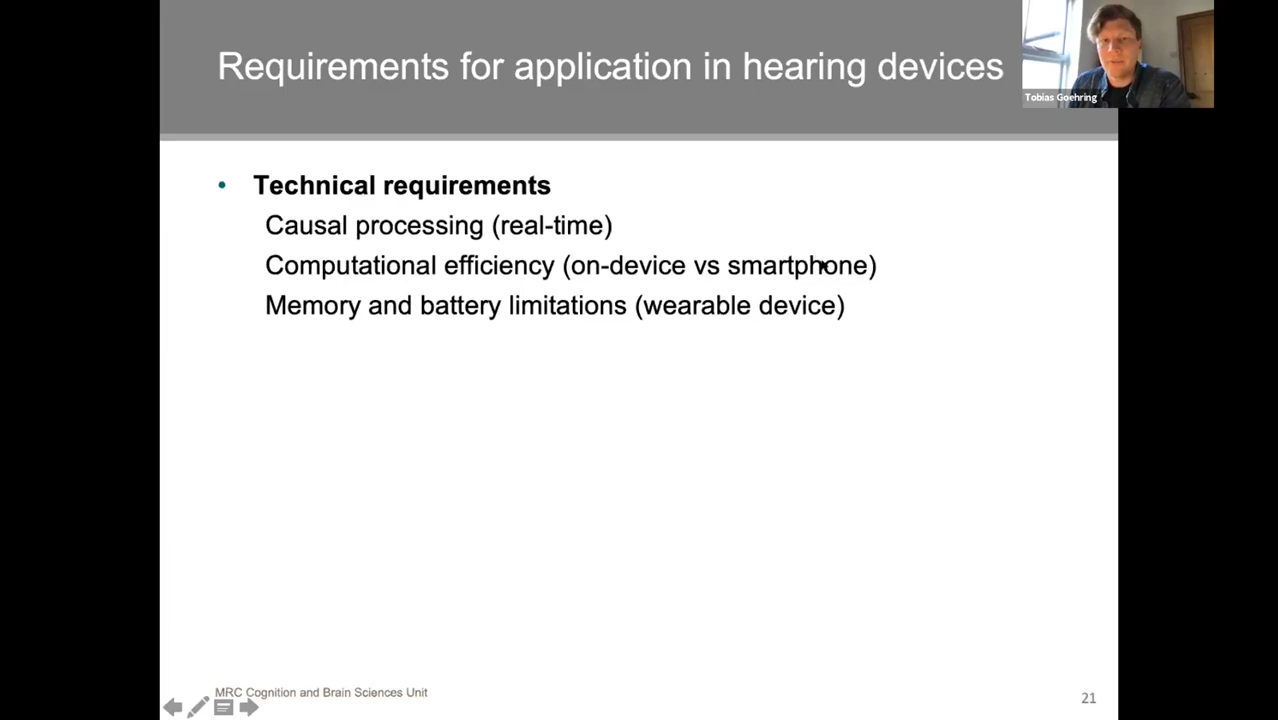 Requirements for application in hearing devices
Tobias Goehring
• Technical requirements
Causal processing (real-time)
Computational efficiency (on-device vs smartphone)
Memory and battery limitations (wearable device)
MRC Cognition and Brain Sciences Unit
21